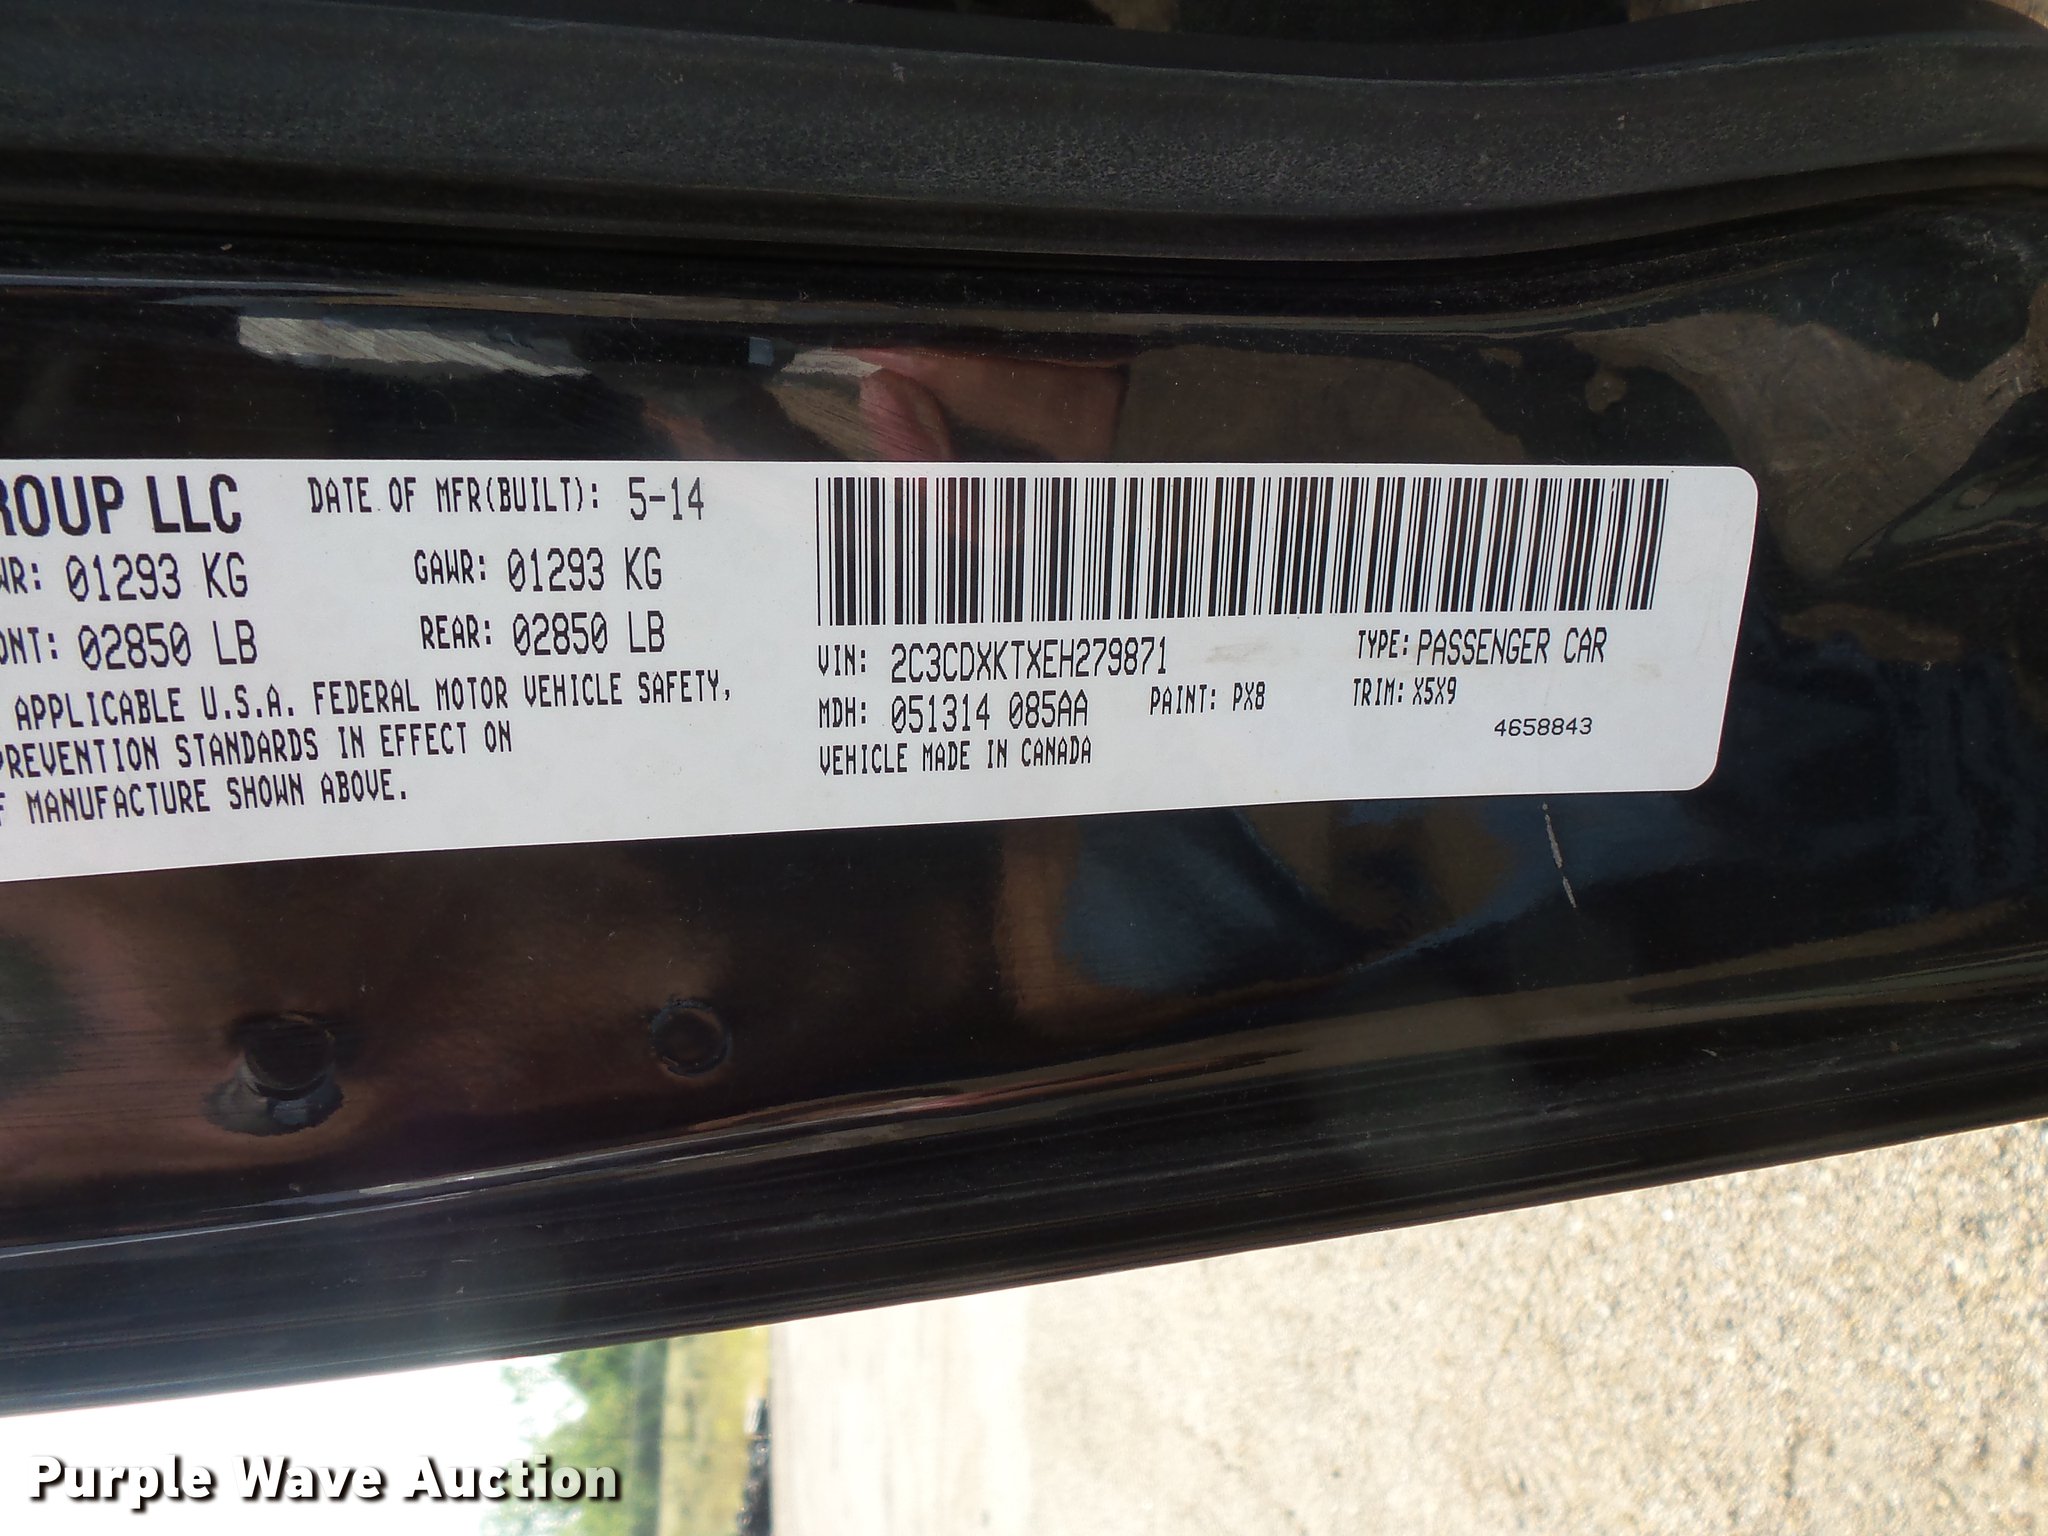 ROUP LLC DATE OF MFR(BUILT): 5-14
WR: 01293 KG GAWR: 01293 KG
ONT: 02850 LB REAR: 02850 LB
APPLICABLE U.S.A. FEDERAL MOTOR VEHICLE SAFETY,
PREVENTION STANDARDS IN EFFECT ON
F MANUFACTURE SHOWN ABOVE.
VIN: 2C3CDXKTXEH279871 TYPE: PASSENGER CAR
MDH: 051314 085AA PAINT: PX8 TRIM: X5X9
VEHICLE MADE IN CANADA 4658843
Purple Wave Auction